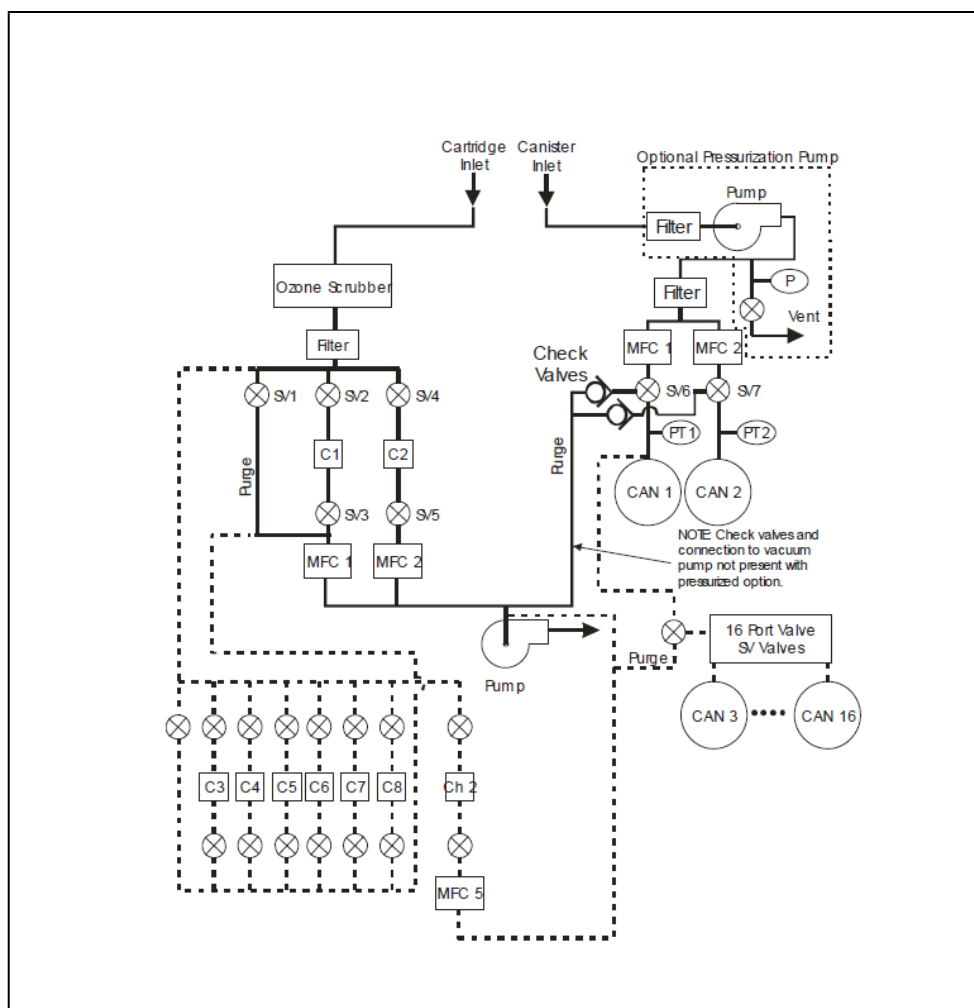 Cartridge
Inlet
Canister
Inlet
Optional Pressurization Pump
Pump
Filter
P
Vent
Ozone Scrubber
Filter
Filter
MFC 1
MFC 2
Check
Valves
SV1
SV2
SV4
SV6
SV7
C1
C2
PT1
PT2
Purge
Purge
CAN 1
CAN 2
SV3
SV5
MFC 1
MFC 2
NOTE: Check valves and
connection to vacuum
pump not present with
pressurized option.
Pump
Purge
16 Port Valve
SV Valves
CAN 3
CAN 16
C3
C4
C5
C6
C7
C8
Ch 2
MFC 5